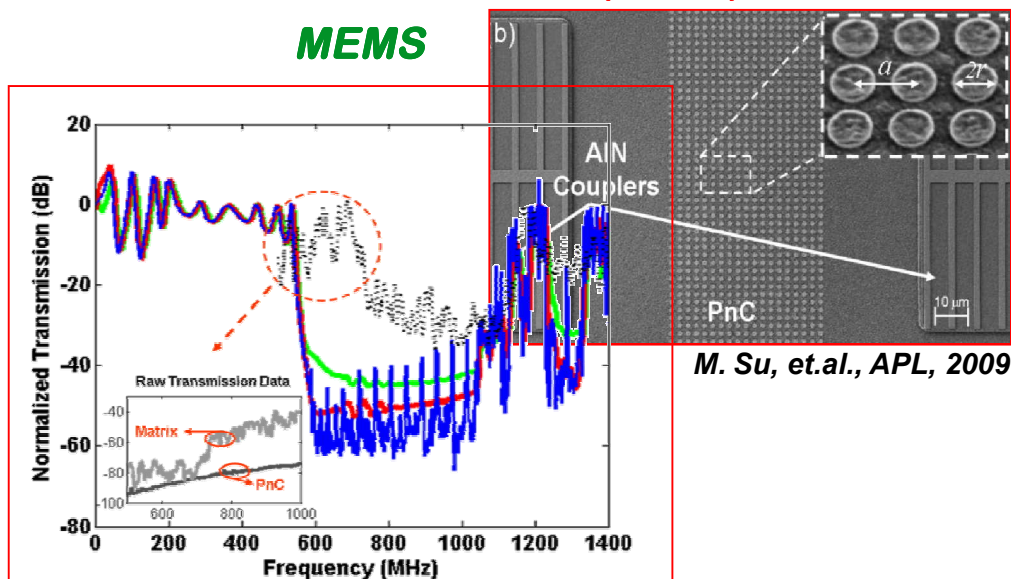 MEMS
b)
a
2r
AlN
Couplers
PnC
10 μm
M. Su, et.al., APL, 2009
Normalized Transmission (dB)
20
0
-20
-40
-60
-80
Raw Transmission Data
-40
-60
-80
-100
Matrix
PnC
600
800
1000
0
200
400
600
800
1000
1200
1400
Frequency (MHz)